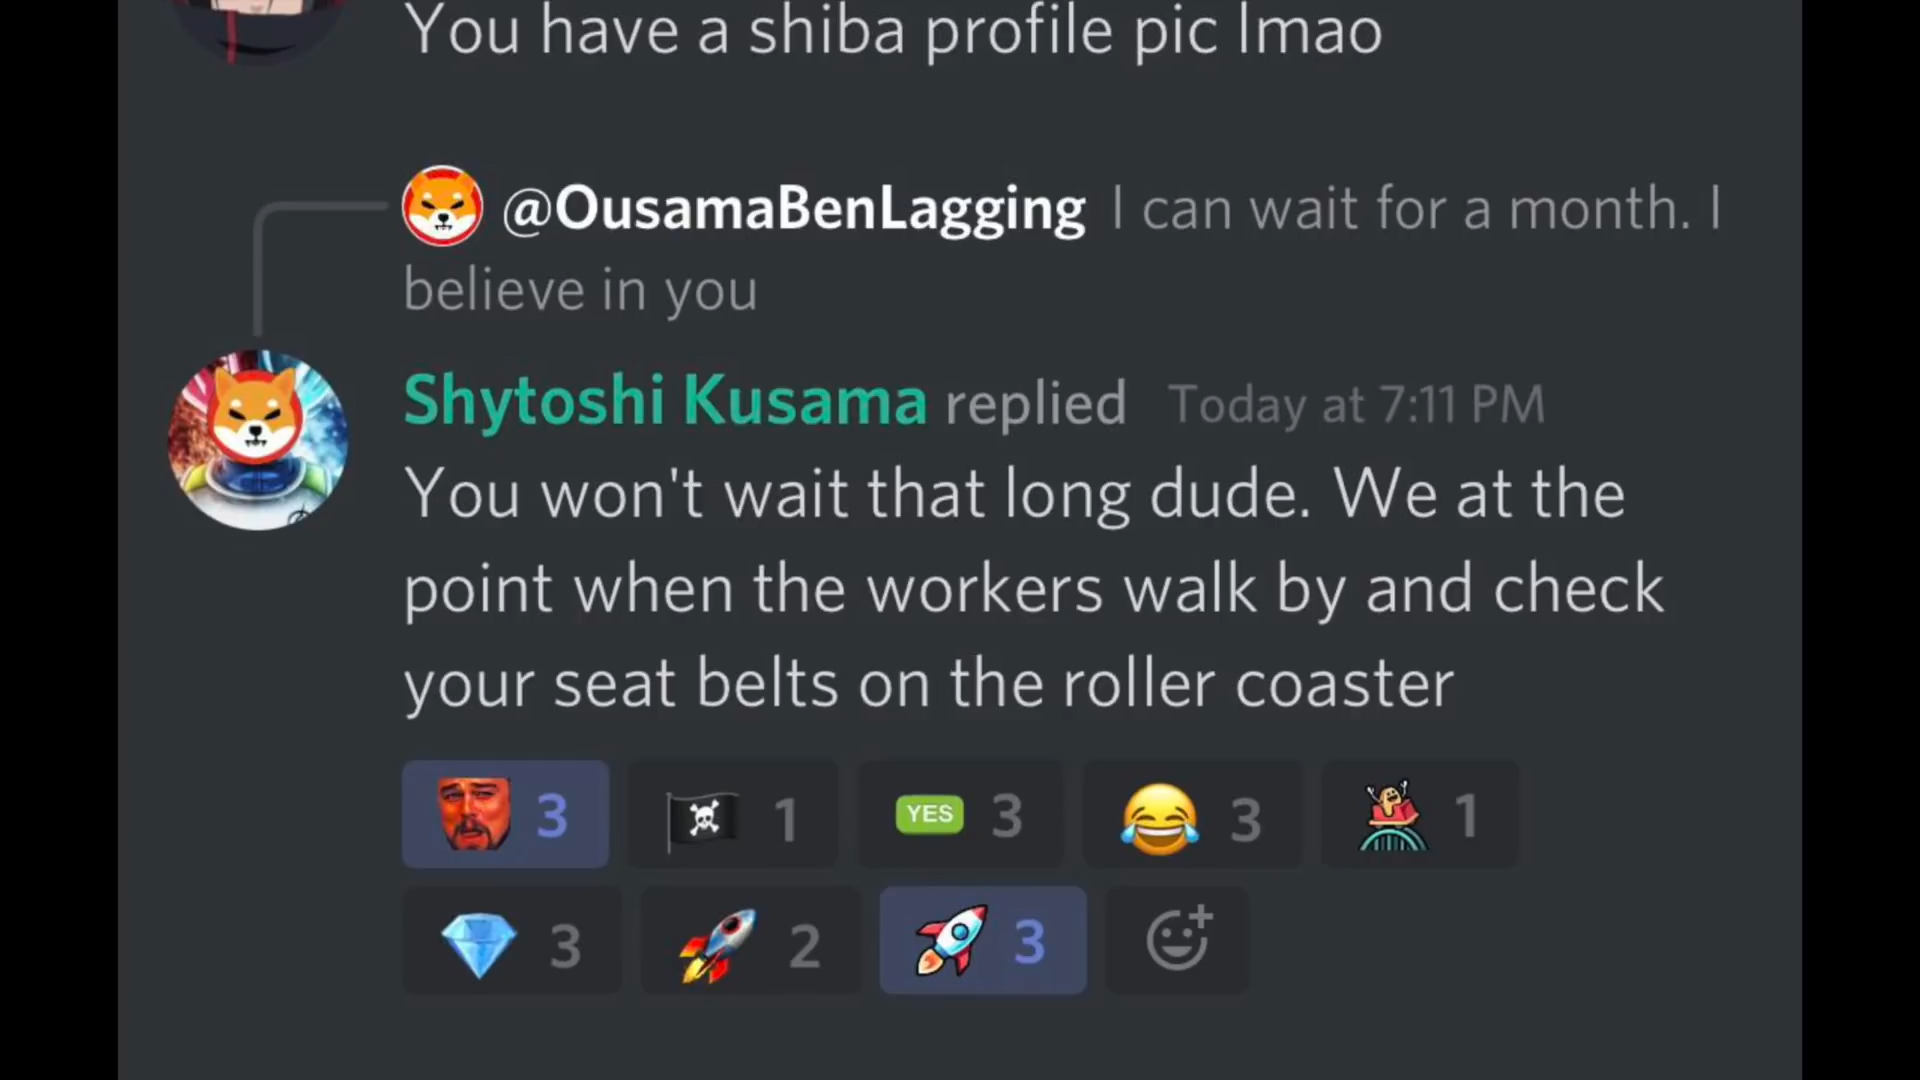 You have a shiba profile pic lmao
@OusamaBenLagging I can wait for a month. I
believe in you
Shytoshi Kusama replied Today at 7:11 PM
You won't wait that long dude. We at the
point when the workers walk by and check
your seat belts on the roller coaster
3 1 YES 3 3 1
3 2 3